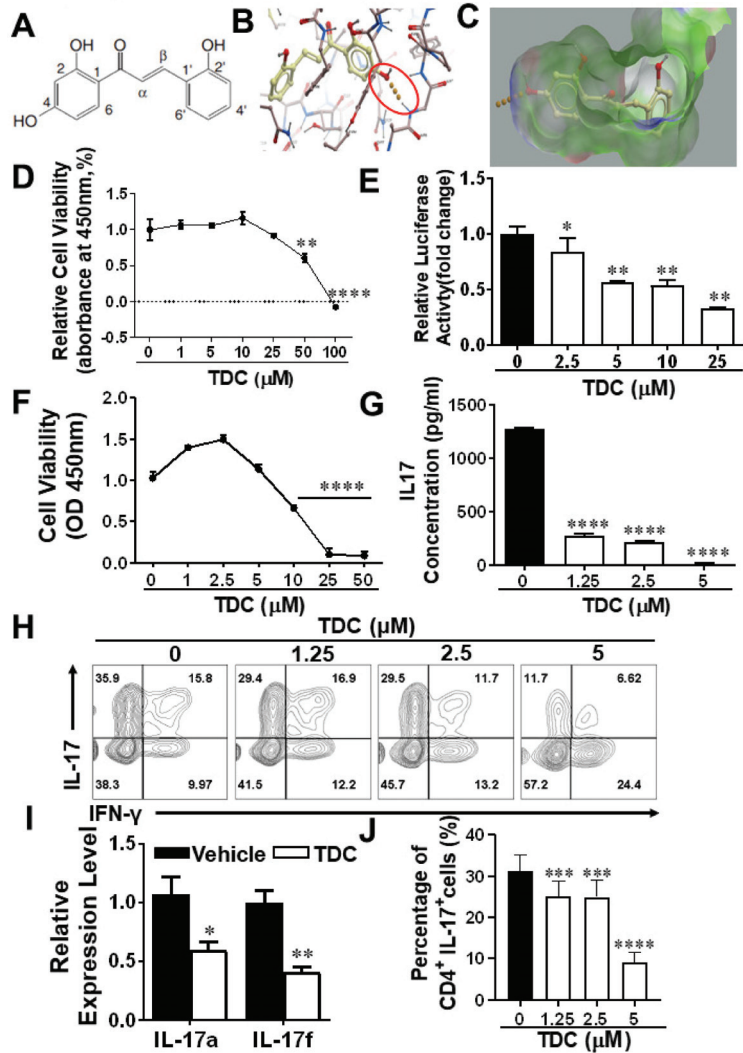 A
OH
O
OH
2
1
β
α
1'
2'
4
6
6'
4'
HO
B
C
D
Relative Cell Viability
(aborbance at 450nm,%)
1.5
1.0
0.5
0.0
-0.5
**
****
0 1 5 10 25 50 100
TDC (μM)
E
Relative Luciferase
Activty(fold change)
1.5
1.0
0.5
0.0
* ** ** **
0 2.5 5 10 25
TDC (μM)
F
Cell Viability
(OD 450nm)
2.0
1.5
1.0
0.5
0.0
****
0 1 2.5 5 10 25 50
TDC (μM)
G
IL17
Concentration (pg/ml)
1300
900
500
250
0
**** **** ****
0 1.25 2.5 5
TDC (μM)
H
TDC (μM)
0 1.25 2.5 5
35.9 15.8 29.4 16.9 29.5 11.7 11.7 6.62
38.3 9.97 41.5 12.2 45.7 13.2 57.2 24.4
IL-17
IFN-γ
I
Relative
Expression Level
1.5
1.0
0.5
0.0
Vehicle TDC
* **
IL-17a IL-17f
J
Percentage of
CD4+ IL-17+cells (%)
40
30
20
10
0
*** *** ****
0 1.25 2.5 5
TDC (μM)